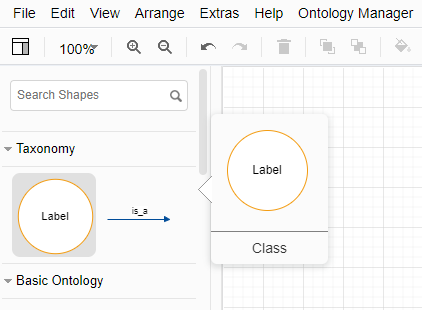 File Edit View Arrange Extras Help Ontology Manager
100%
Search Shapes
Taxonomy
Label
is_a
Label
Class
Basic Ontology